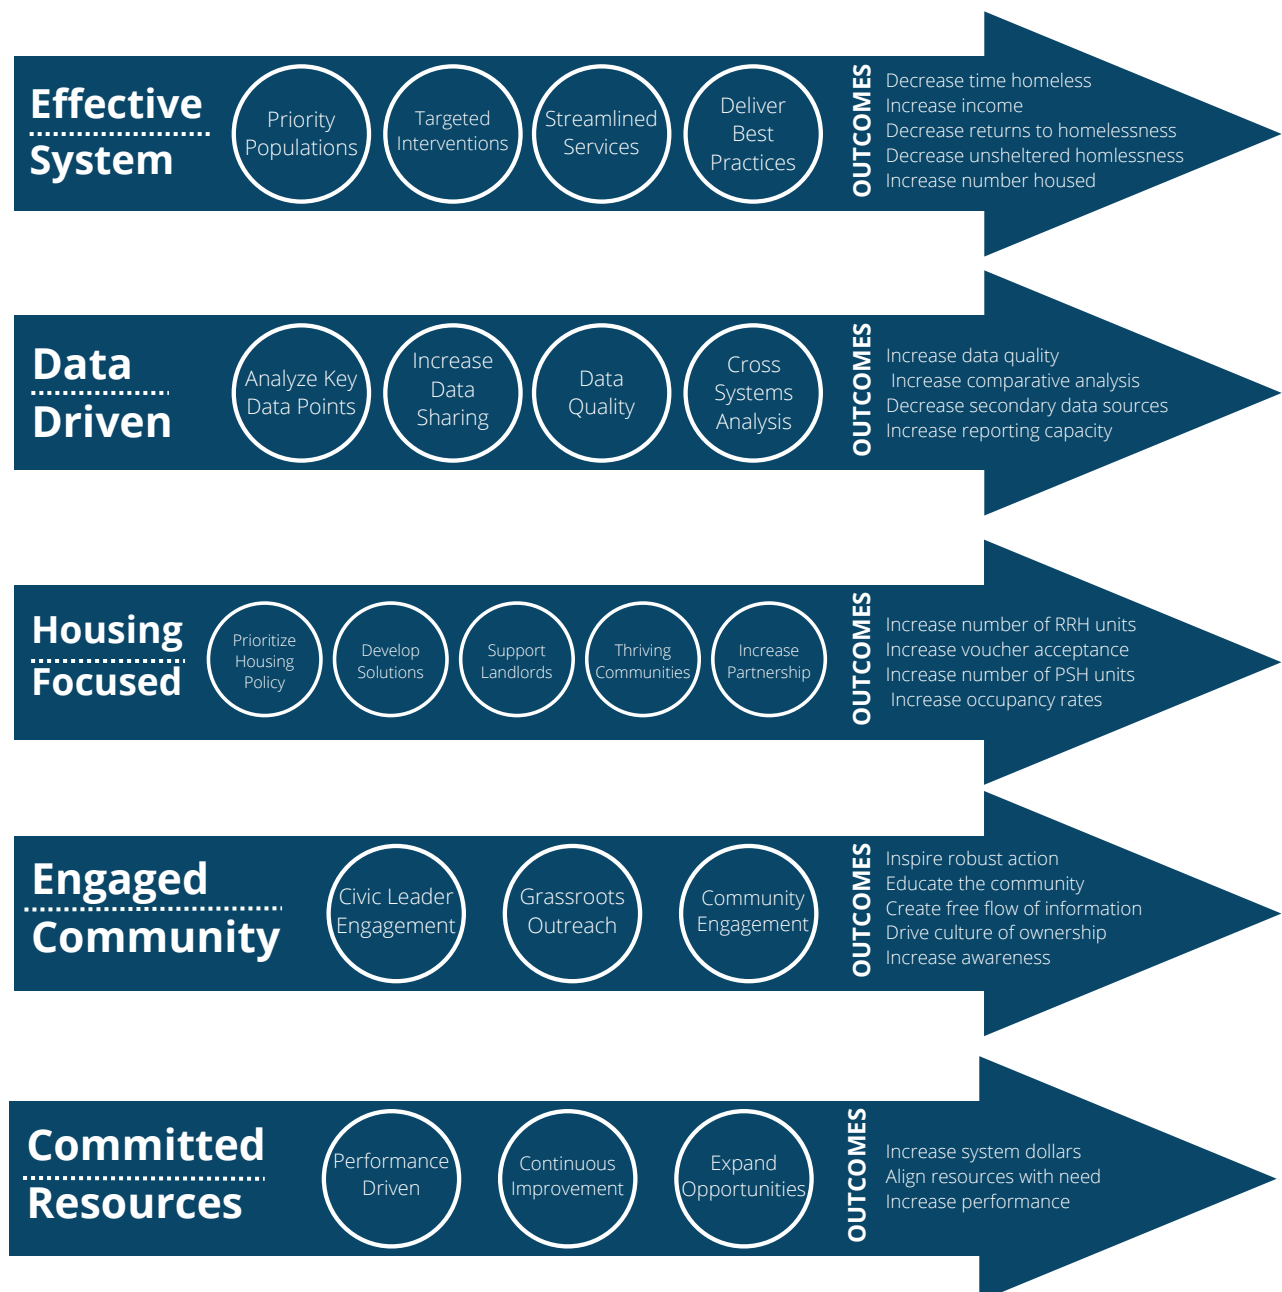 Effective
System
Priority
Populations
Targeted
Interventions
Streamlined
Services
Deliver
Best
Practices
OUTCOMES
Decrease time homeless
Increase income
Decrease returns to homelessness
Decrease unsheltered homlessness
Increase number housed
Data
Driven
Analyze Key
Data Points
Increase
Data
Sharing
Data
Quality
Cross
Systems
Analysis
OUTCOMES
Increase data quality
Increase comparative analysis
Decrease secondary data sources
Increase reporting capacity
Housing
Focused
Prioritize
Housing
Policy
Develop
Solutions
Support
Landlords
Thriving
Communities
Increase
Partnership
OUTCOMES
Increase number of RRH units
Increase voucher acceptance
Increase number of PSH units
Increase occupancy rates
Engaged
Community
Civic Leader
Engagement
Grassroots
Outreach
Community
Engagement
OUTCOMES
Inspire robust action
Educate the community
Create free flow of information
Drive culture of ownership
Increase awareness
Committed
Resources
Performance
Driven
Continuous
Improvement
Expand
Opportunities
OUTCOMES
Increase system dollars
Align resources with need
Increase performance